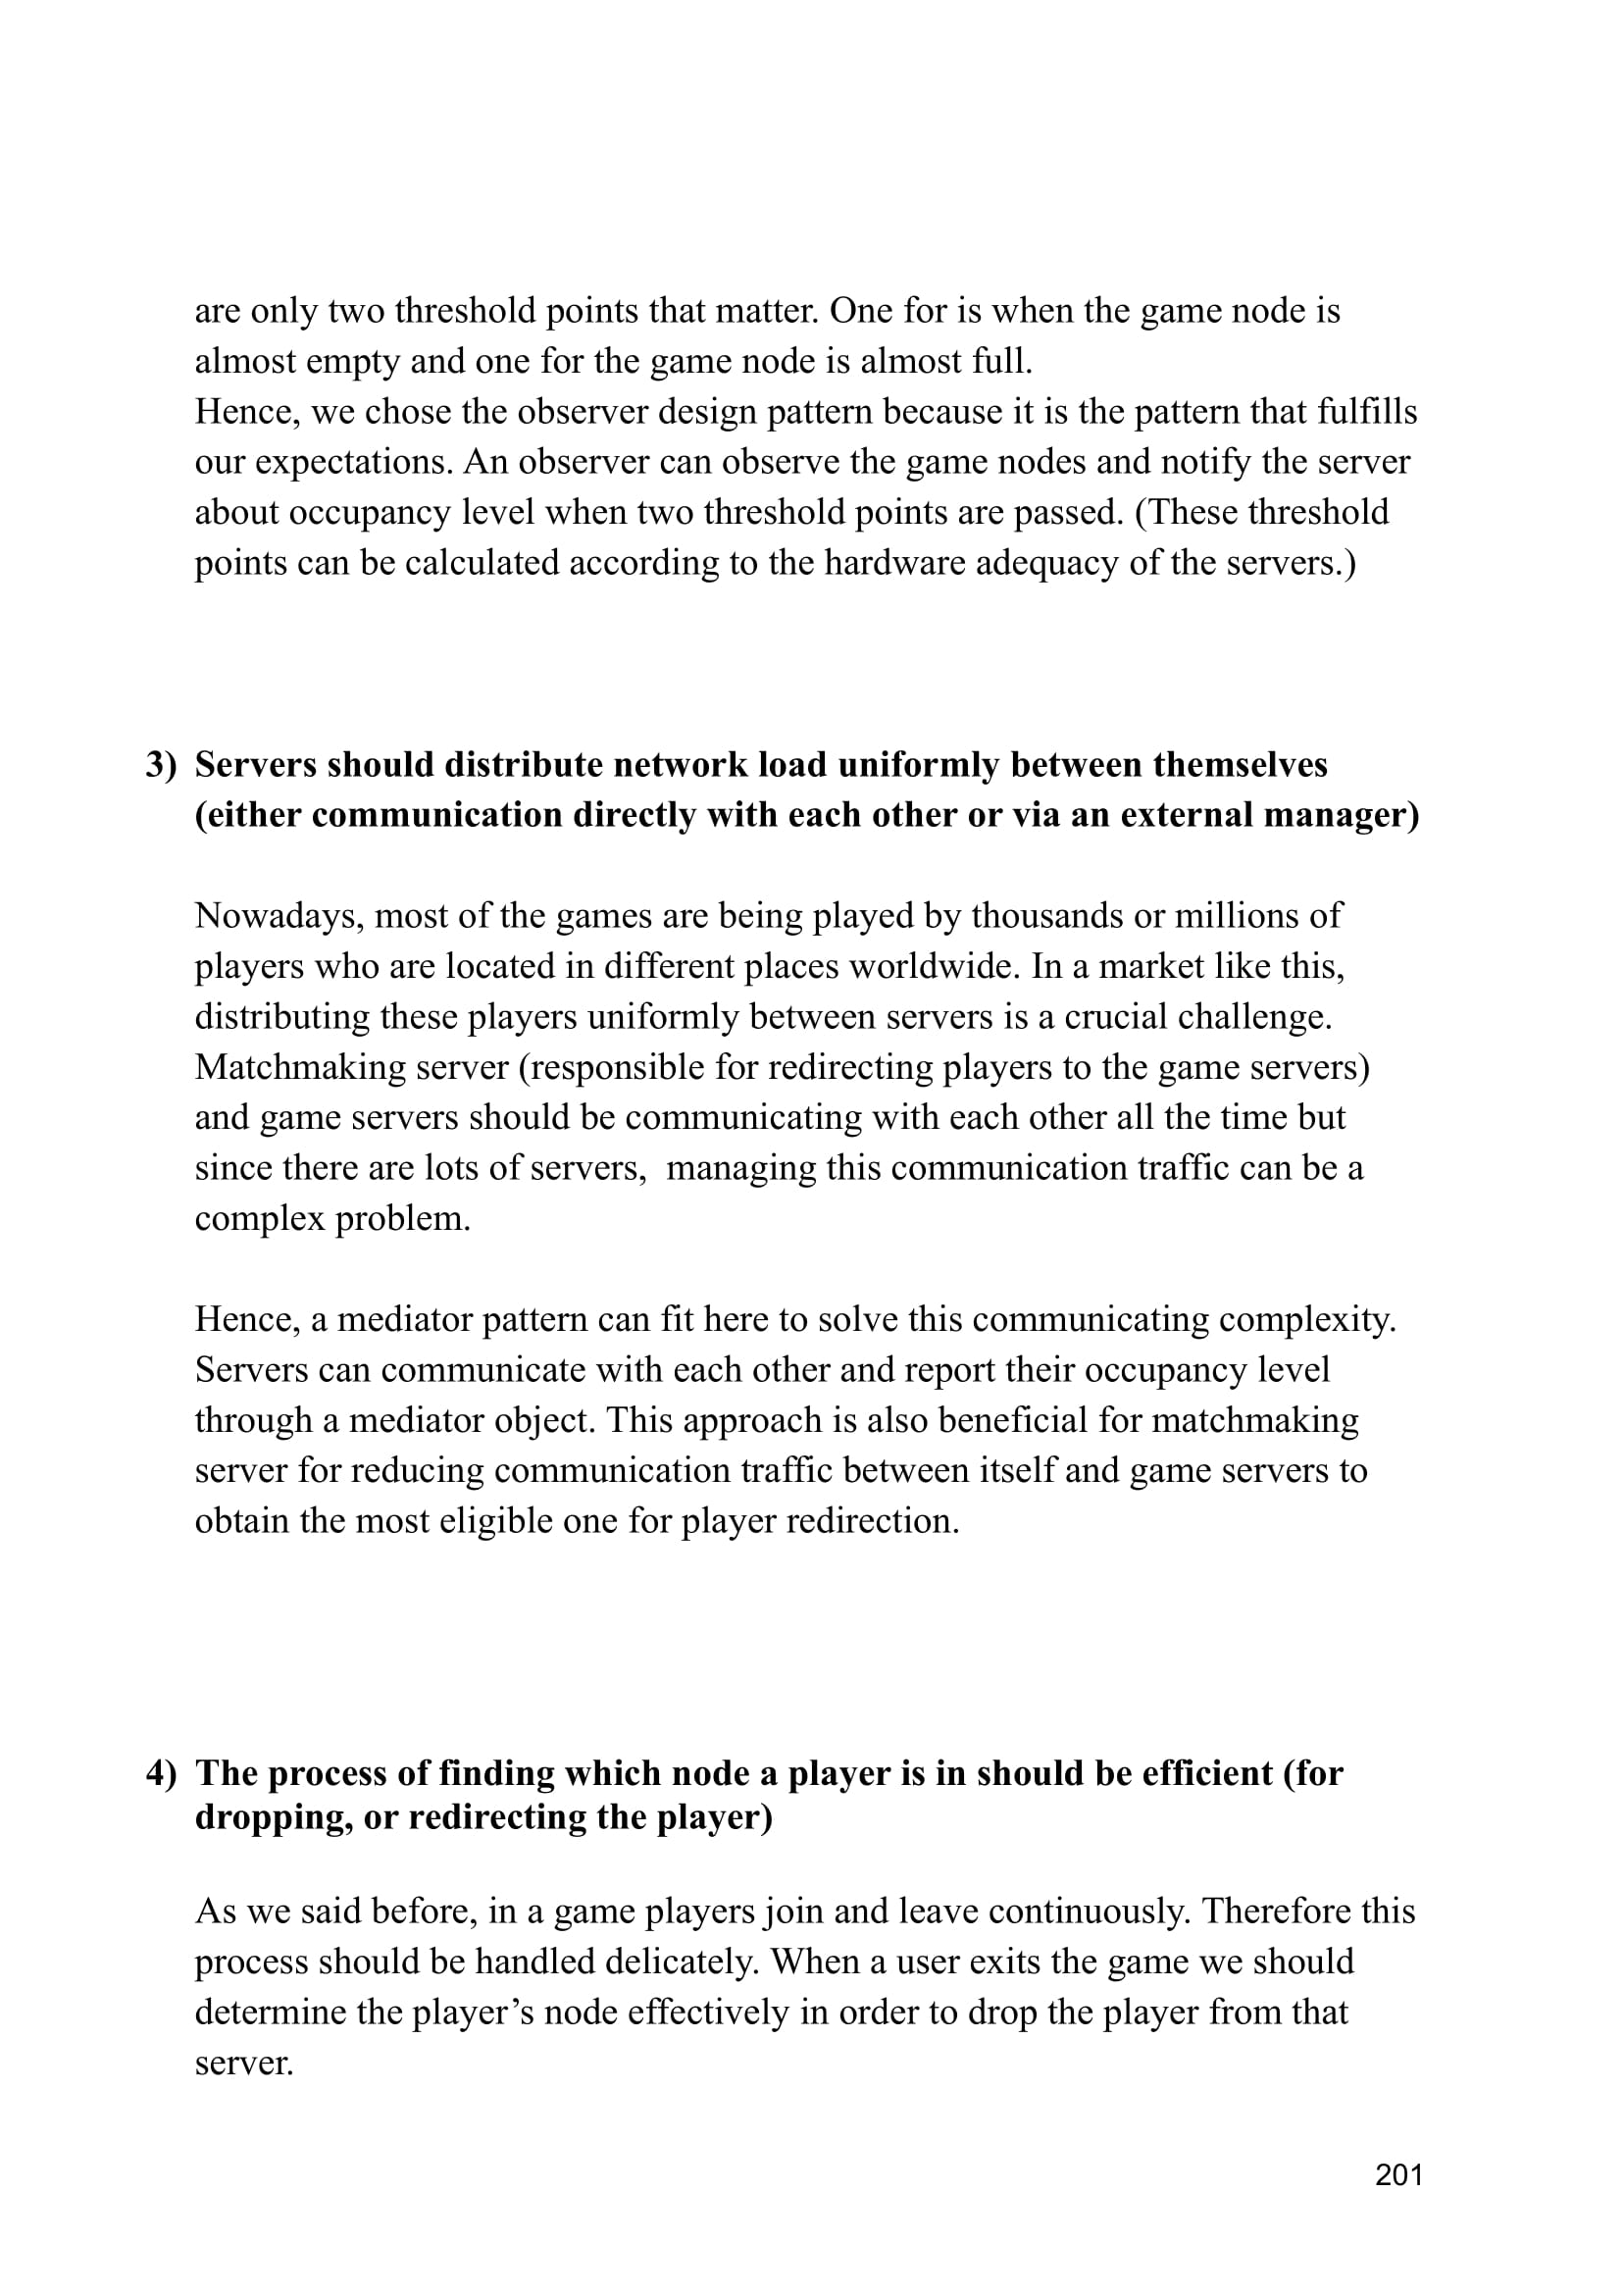 are only two threshold points that matter. One for is when the game node is
almost empty and one for the game node is almost full.
Hence, we chose the observer design pattern because it is the pattern that fulfills
our expectations. An observer can observe the game nodes and notify the server
about occupancy level when two threshold points are passed. (These threshold
points can be calculated according to the hardware adequacy of the servers.)
3) Servers should distribute network load uniformly between themselves
(either communication directly with each other or via an external manager)
Nowadays, most of the games are being played by thousands or millions of
players who are located in different places worldwide. In a market like this,
distributing these players uniformly between servers is a crucial challenge.
Matchmaking server (responsible for redirecting players to the game servers)
and game servers should be communicating with each other all the time but
since there are lots of servers,  managing this communication traffic can be a
complex problem.
Hence, a mediator pattern can fit here to solve this communicating complexity.
Servers can communicate with each other and report their occupancy level
through a mediator object. This approach is also beneficial for matchmaking
server for reducing communication traffic between itself and game servers to
obtain the most eligible one for player redirection.
4) The process of finding which node a player is in should be efficient (for
dropping, or redirecting the player)
As we said before, in a game players join and leave continuously. Therefore this
process should be handled delicately. When a user exits the game we should
determine the player’s node effectively in order to drop the player from that
server.
201